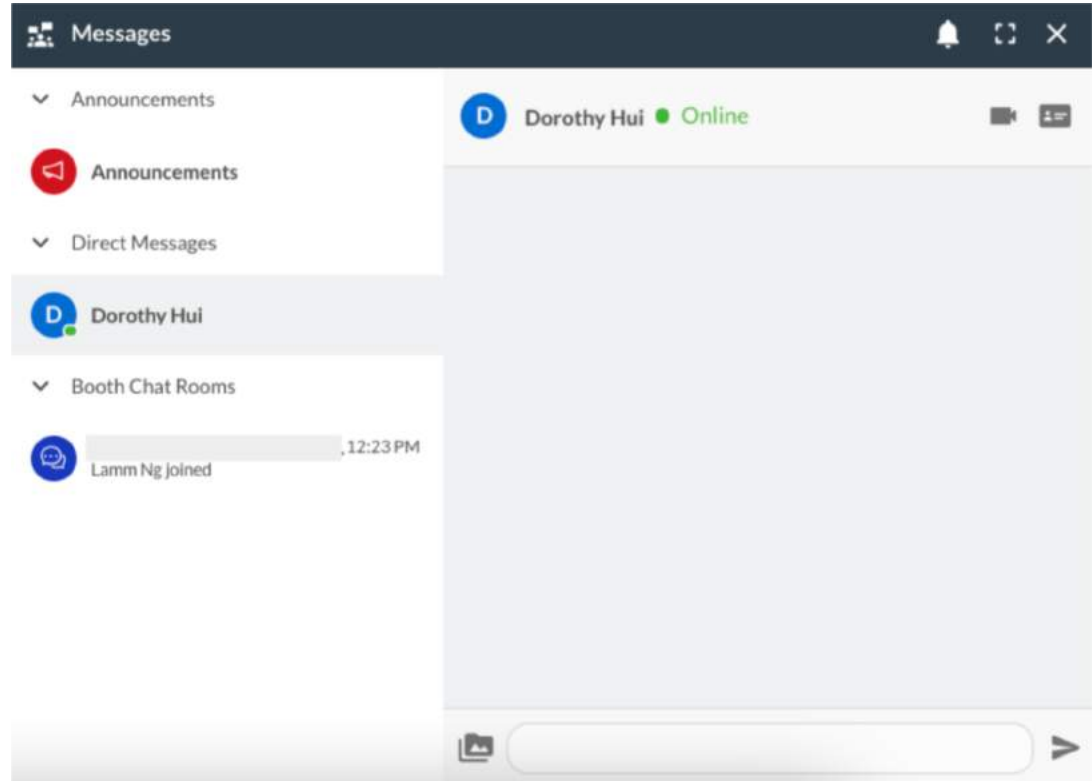 Messages
Announcements
Announcements
Direct Messages
D Dorothy Hui
Booth Chat Rooms
, 12:23 PM
Lamm Ng joined
D Dorothy Hui Online